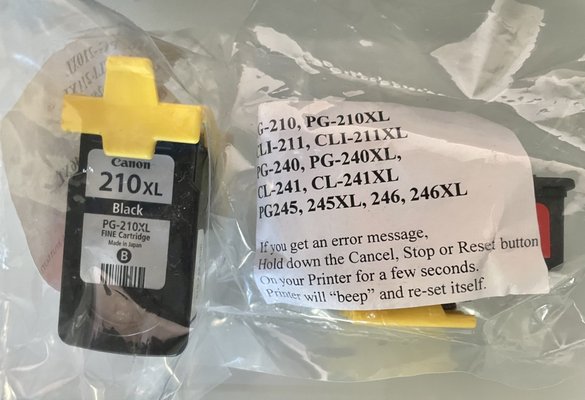 Canon
210XL
Black
PG-210XL
FINE Cartridge
Made in Japan
B
G-210, PG-210XL
CLI-211, CLI-211XL
PG-240, PG-240XL,
CL-241, CL-241XL
PG245, 245XL, 246, 246XL
If you get an error message,
Hold down the Cancel, Stop or Reset button
On your Printer for a few seconds.
Printer will “beep” and re-set itself.